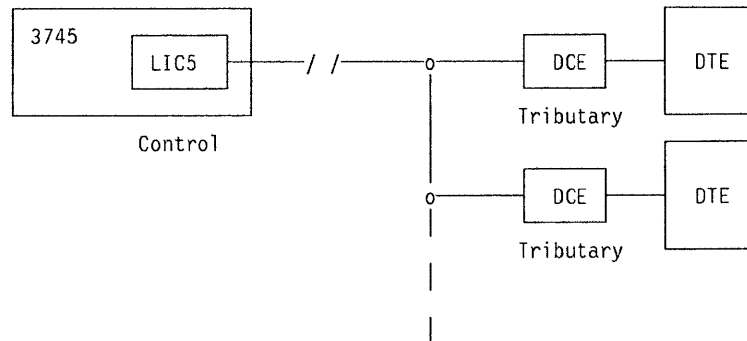 3745
LIC5
DCE
DTE
Control
Tributary
DCE
DTE
Tributary